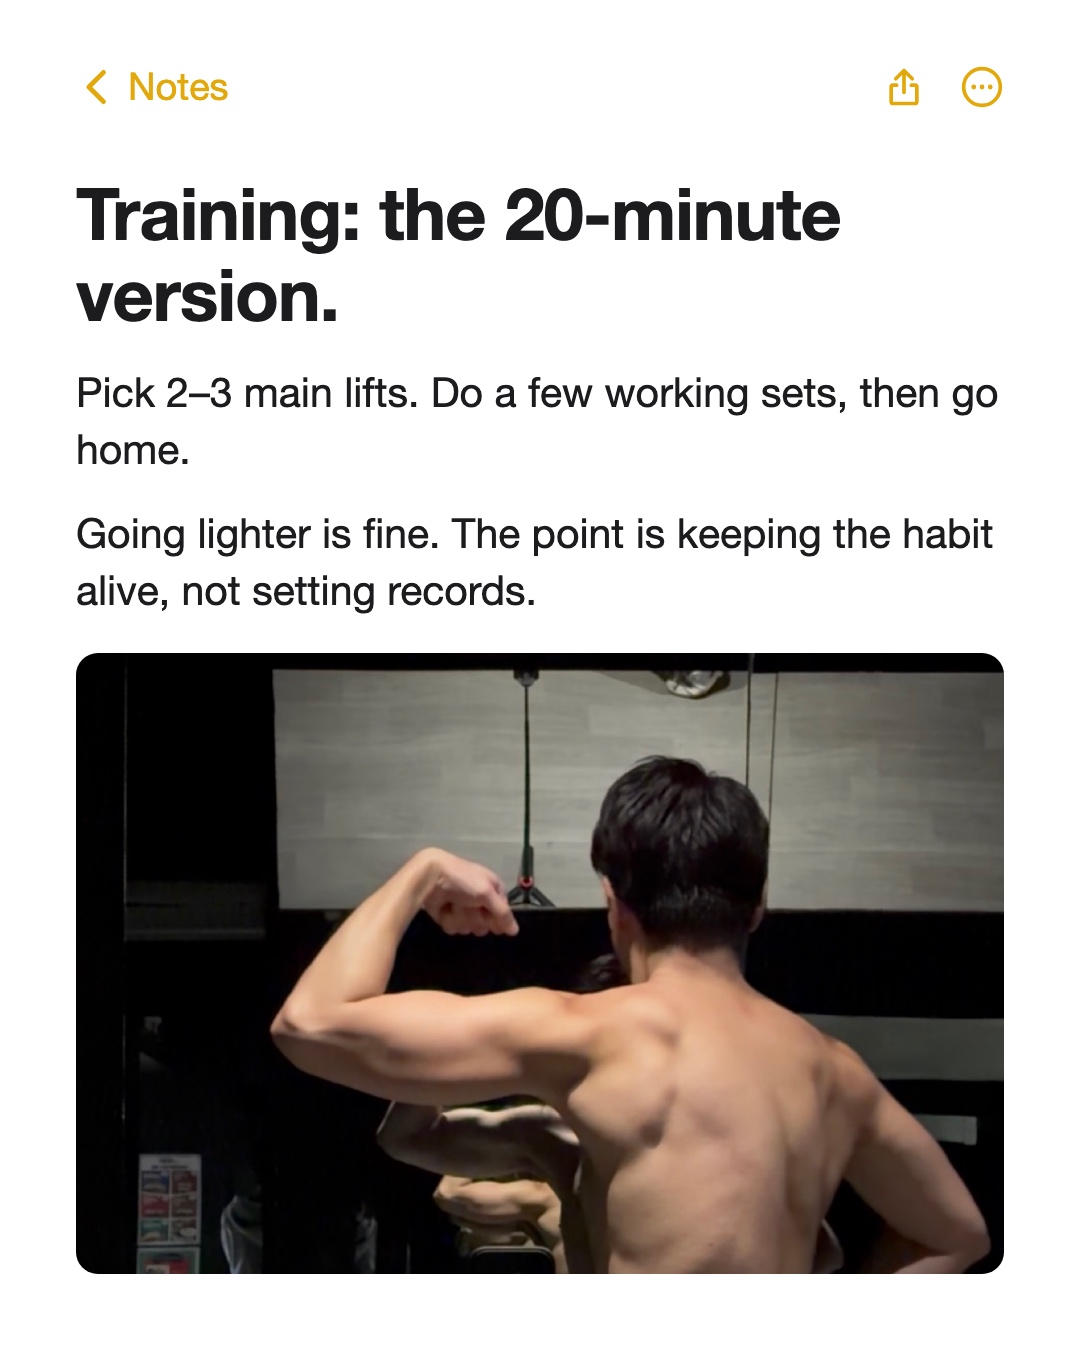 Notes
Training: the 20-minute
version.
Pick 2–3 main lifts. Do a few working sets, then go
home.
Going lighter is fine. The point is keeping the habit
alive, not setting records.